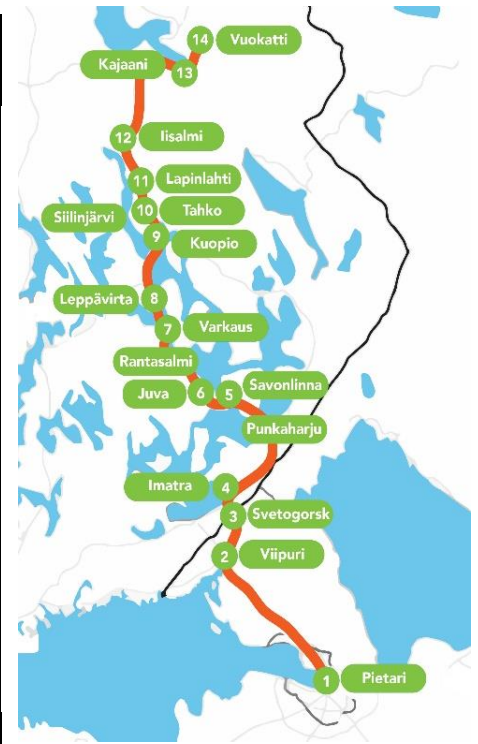 14 Vuokatti
Kajaani
13
12 Iisalmi
11 Lapinlahti
10 Tahko
Siilinjärvi
9 Kuopio
Leppävirta 8
7 Varkaus
Rantasalmi
Juva 6 5 Savonlinna
Punkaharju
Imatra 4
3 Svetogorsk
2 Viipuri
1 Pietari